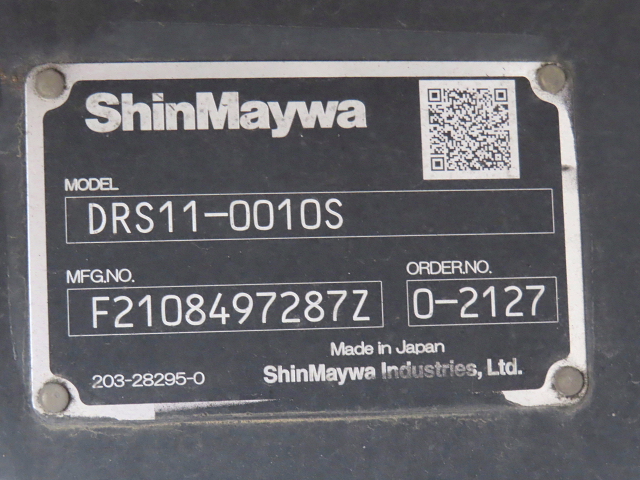 ShinMaywa
MODEL
DRS11-0010S
MFG.NO.
F2108497287Z
ORDER.NO.
0-2127
Made in Japan
203-28295-0
ShinMaywa Industries, Ltd.